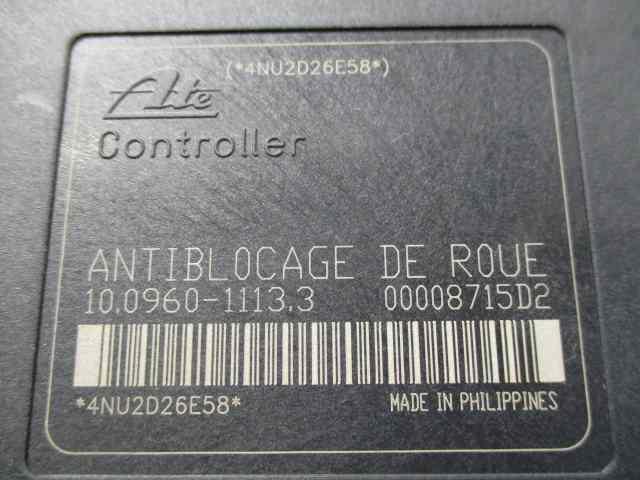 (*4NU2D26E58*)
Ate
Controller
ANTIBLOCAGE DE ROUE
10.0960-1113.3 00008715D2
*4NU2D26E58* MADE IN PHILIPPINES